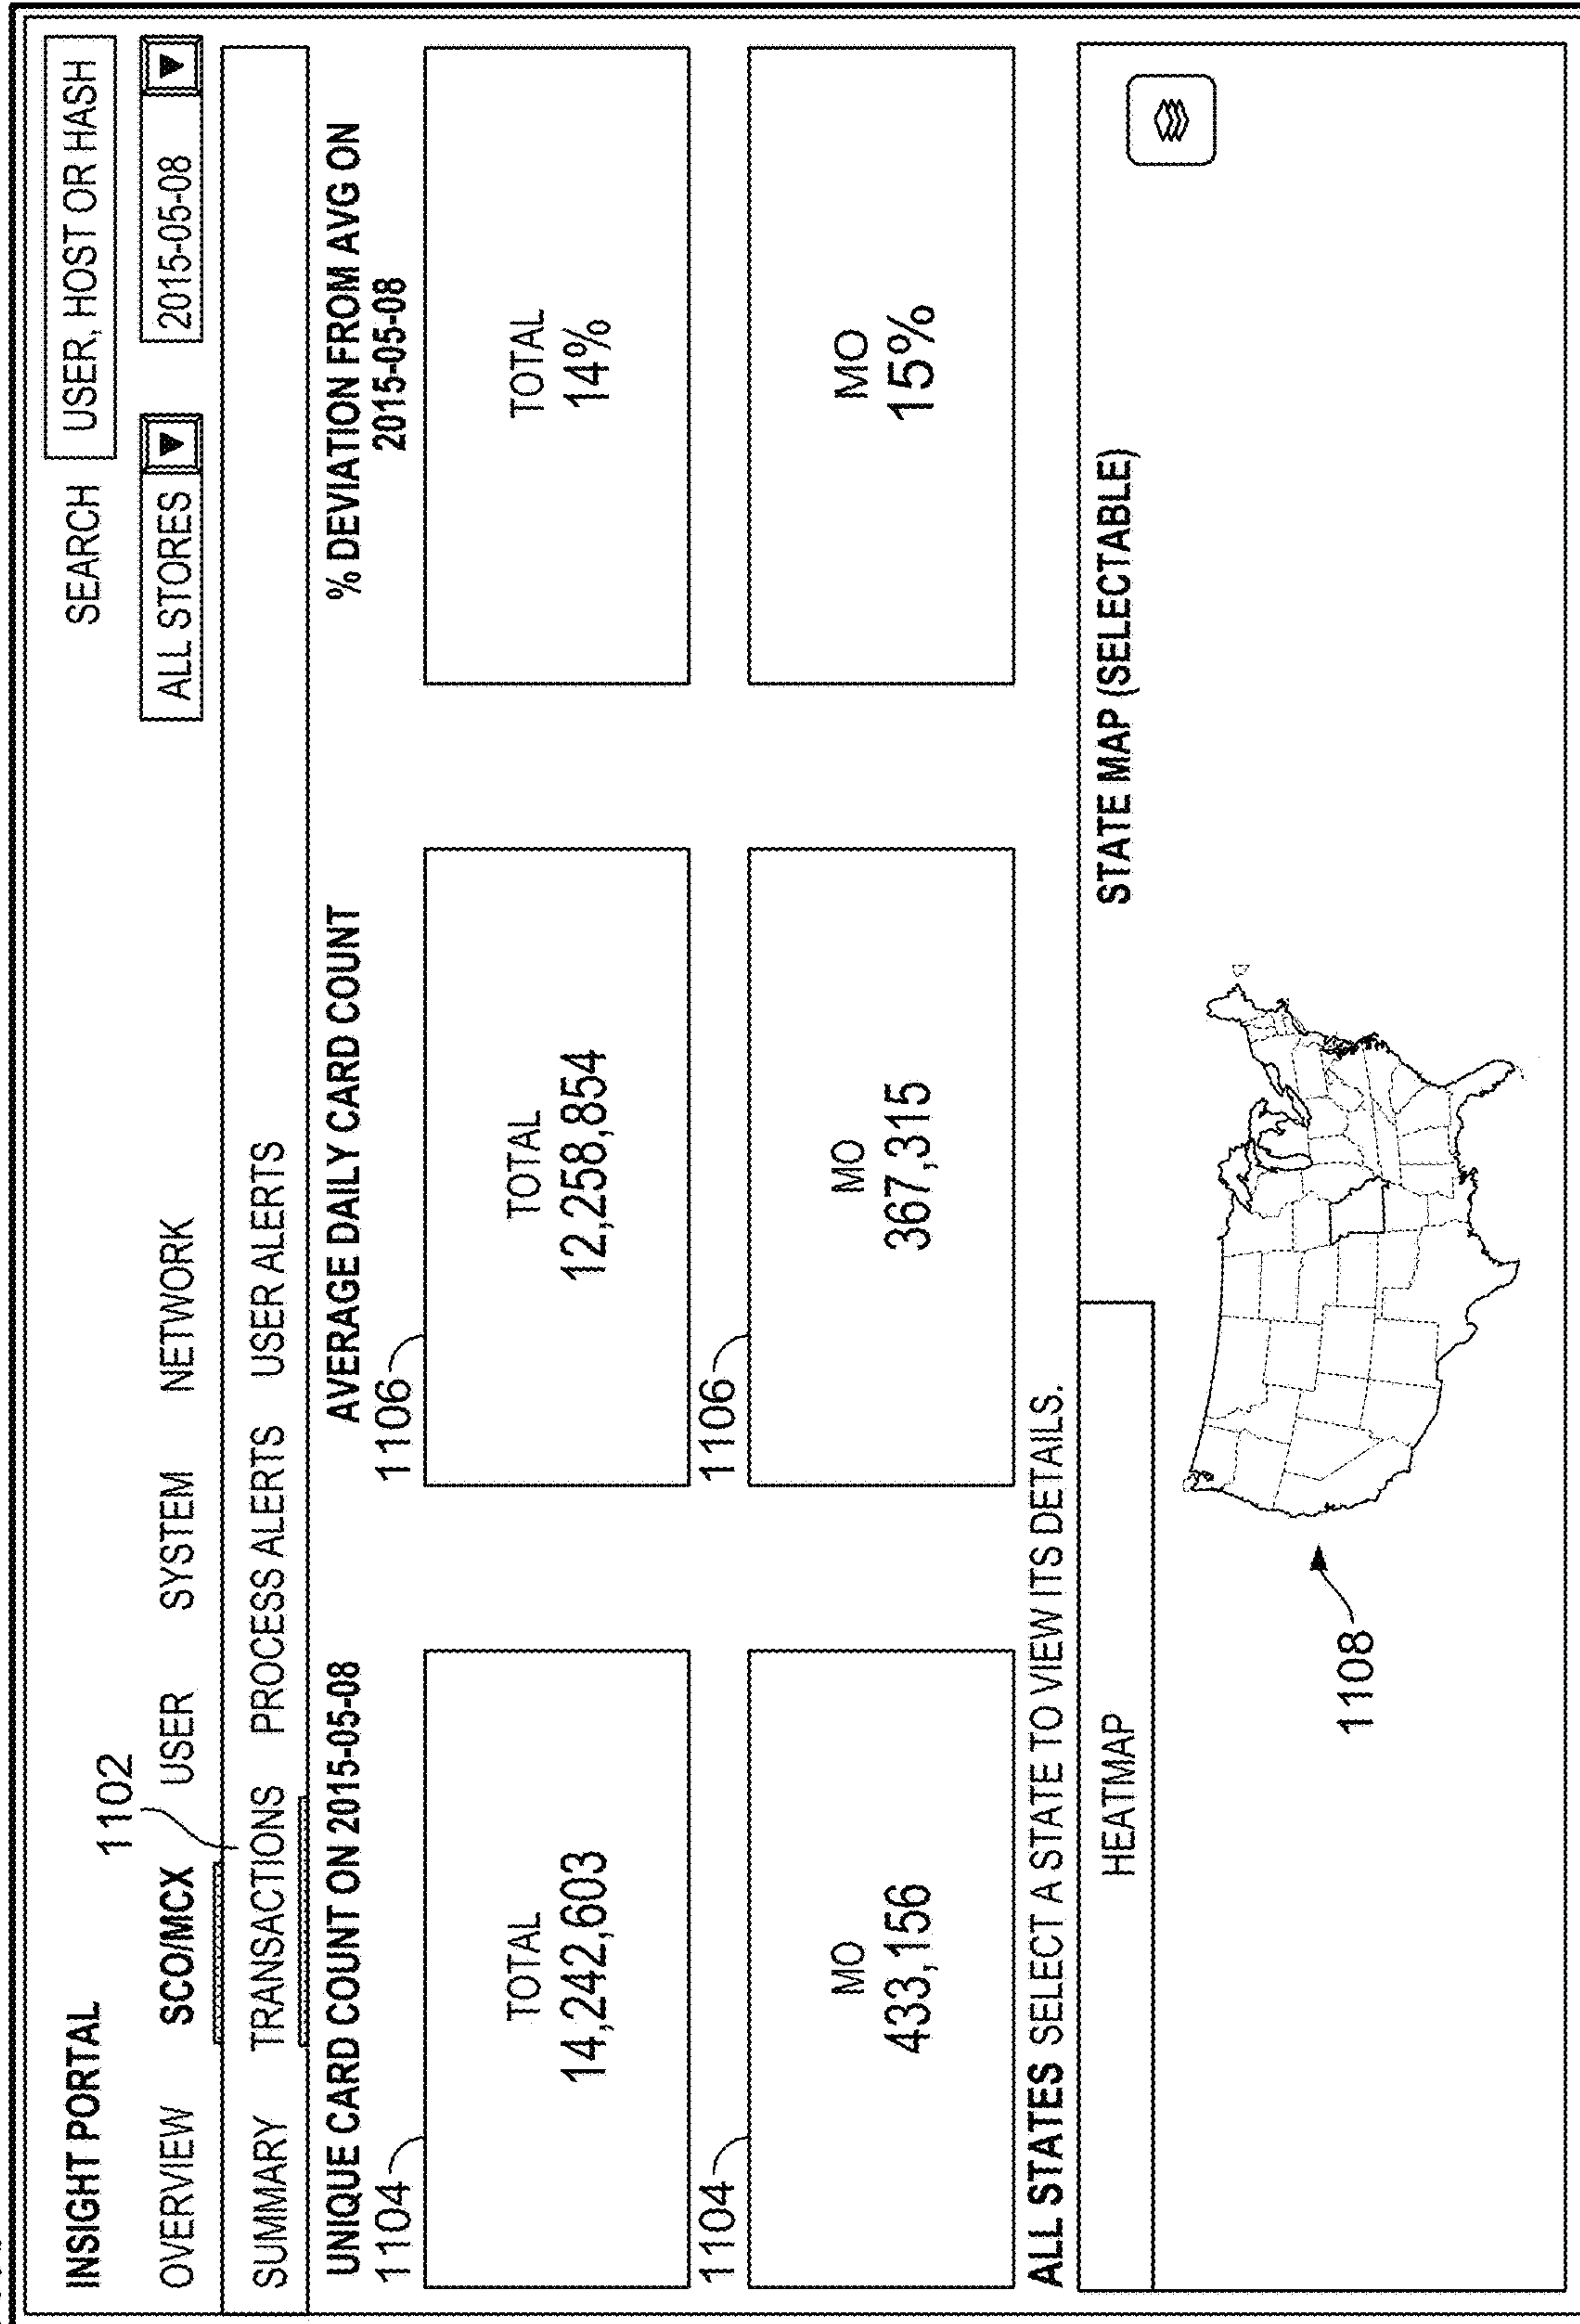 INSIGHT PORTAL
SEARCH USER, HOST OR HASH
1102
OVERVIEW SCO/MCX USER SYSTEM NETWORK
ALL STORES 2015-05-08
SUMMARY TRANSACTIONS PROCESS ALERTS USER ALERTS
UNIQUE CARD COUNT ON 2015-05-08
AVERAGE DAILY CARD COUNT
% DEVIATION FROM AVG ON
2015-05-08
1104
1106
TOTAL
14,242,603
TOTAL
12,258,854
TOTAL
14%
1104
1106
MO
433,156
MO
367,315
MO
15%
ALL STATES SELECT A STATE TO VIEW ITS DETAILS.
HEATMAP
STATE MAP (SELECTABLE)
1108